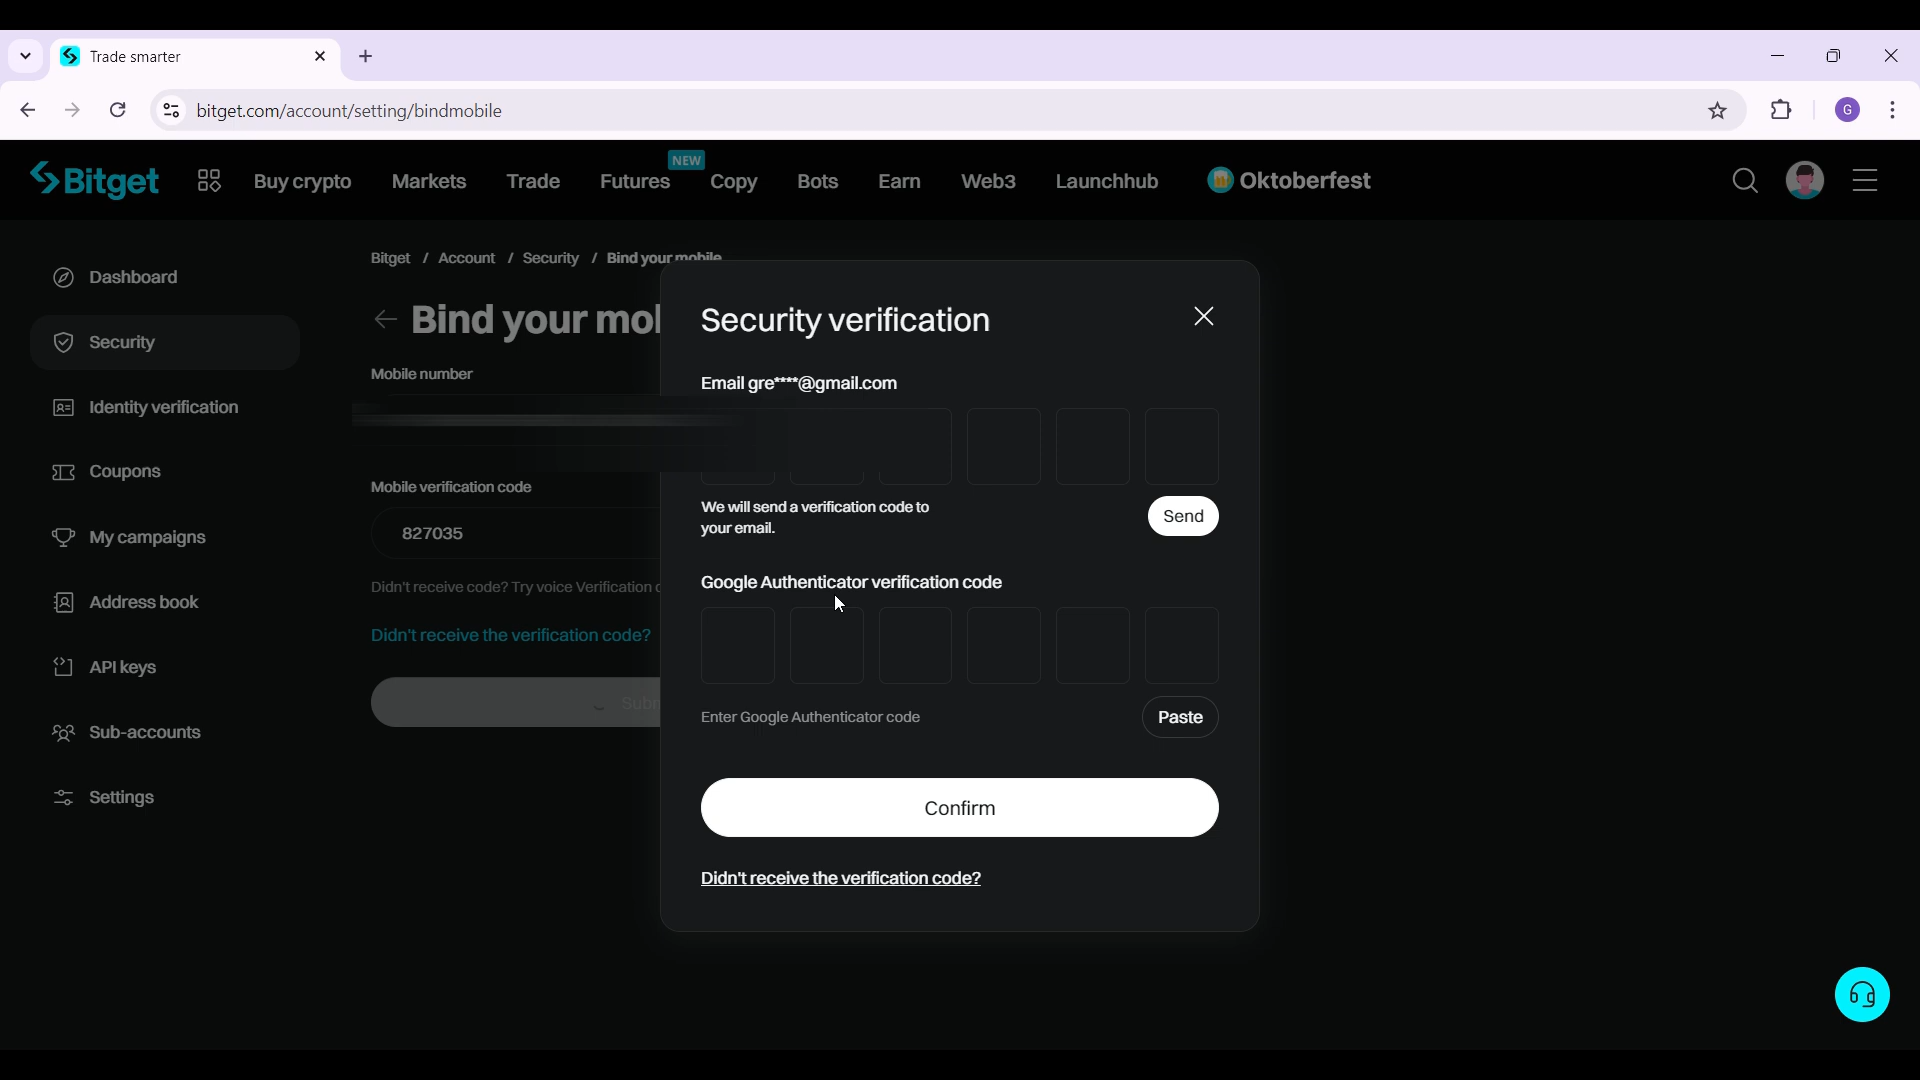 Trade smarter
bitget.com/account/setting/bindmobile
G
Bitget
Buy crypto
Markets
Trade
Futures
NEW
Copy
Bots
Earn
Web3
Launchhub
Oktoberfest
Dashboard
Security
Identity verification
Coupons
My campaigns
Address book
API keys
Sub-accounts
Settings
Bitget / Account / Security / Bind your mobile
Bind your mo
Mobile number
Mobile verification code
827035
Didn't receive code? Try voice Verification
Didn't receive the verification code?
Security verification
Email gre****@gmail.com
We will send a verification code to
your email.
Send
Google Authenticator verification code
Enter Google Authenticator code
Paste
Confirm
Didn't receive the verification code?